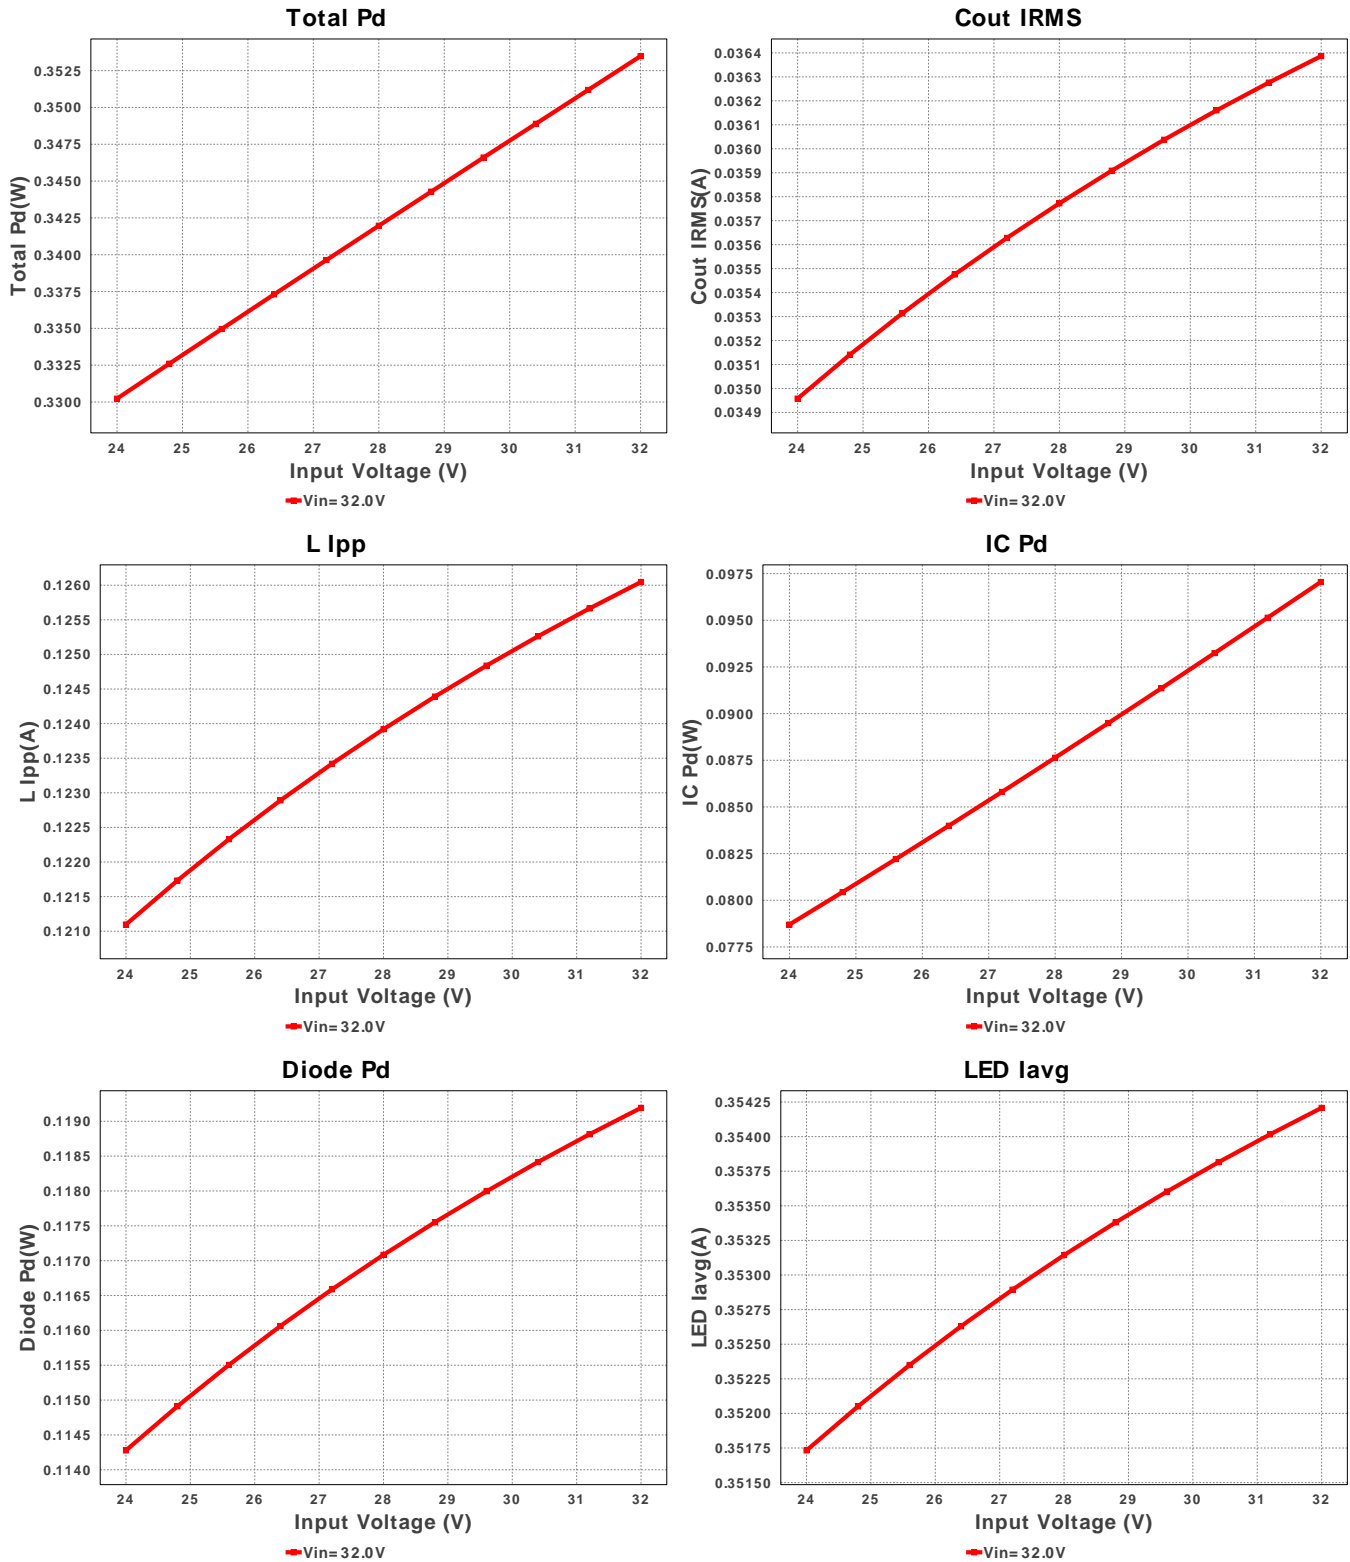 Total Pd
Total Pd(W)
0.3525
0.3500
0.3475
0.3450
0.3425
0.3400
0.3375
0.3350
0.3325
0.3300
24 25 26 27 28 29 30 31 32
Input Voltage (V)
Vin=32.0V
Cout IRMS
Cout IRMS(A)
0.0364
0.0363
0.0362
0.0361
0.0360
0.0359
0.0358
0.0357
0.0356
0.0355
0.0354
0.0353
0.0352
0.0351
0.0350
0.0349
24 25 26 27 28 29 30 31 32
Input Voltage (V)
Vin=32.0V
L Ipp
L Ipp(A)
0.1260
0.1255
0.1250
0.1245
0.1240
0.1235
0.1230
0.1225
0.1220
0.1215
0.1210
24 25 26 27 28 29 30 31 32
Input Voltage (V)
Vin=32.0V
IC Pd
IC Pd(W)
0.0975
0.0950
0.0925
0.0900
0.0875
0.0850
0.0825
0.0800
0.0775
24 25 26 27 28 29 30 31 32
Input Voltage (V)
Vin=32.0V
Diode Pd
Diode Pd(W)
0.1190
0.1185
0.1180
0.1175
0.1170
0.1165
0.1160
0.1155
0.1150
0.1145
0.1140
24 25 26 27 28 29 30 31 32
Input Voltage (V)
Vin=32.0V
LED Iavg
LED Iavg(A)
0.35425
0.35400
0.35375
0.35350
0.35325
0.35300
0.35275
0.35250
0.35225
0.35200
0.35175
0.35150
24 25 26 27 28 29 30 31 32
Input Voltage (V)
Vin=32.0V